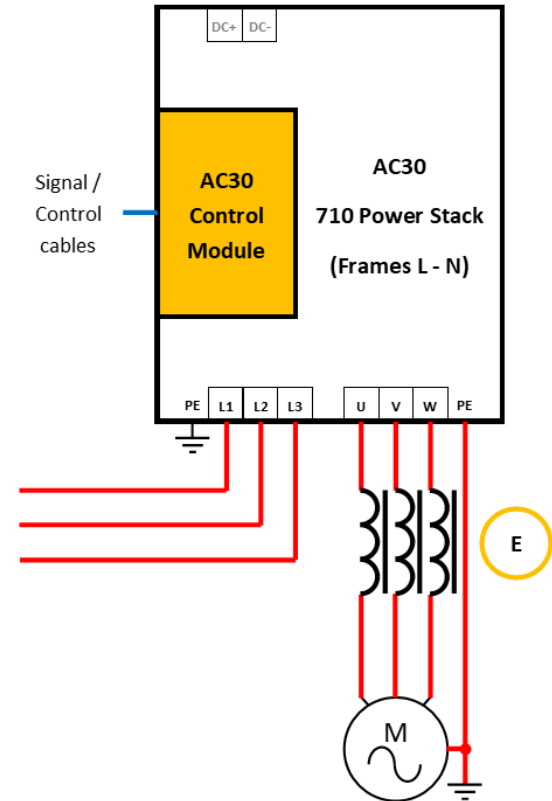 DC+ DC-
Signal /
Control
cables
AC30
Control
Module
AC30
710 Power Stack
(Frames L - N)
PE L1 L2 L3 U V W PE
E
M